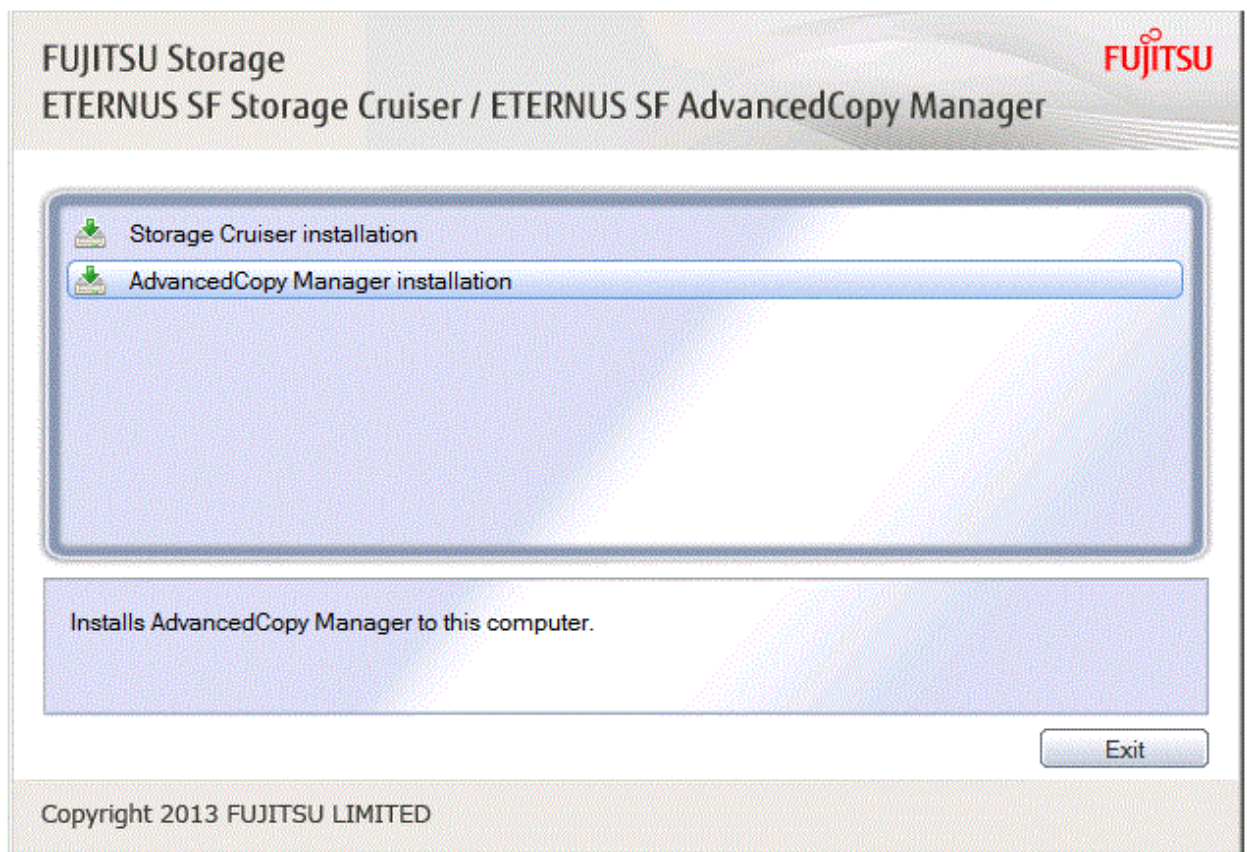 FUJITSU Storage
FUJITSU
ETERNUS SF Storage Cruiser / ETERNUS SF AdvancedCopy Manager
Storage Cruiser installation
AdvancedCopy Manager installation
Installs AdvancedCopy Manager to this computer.
Exit
Copyright 2013 FUJITSU LIMITED